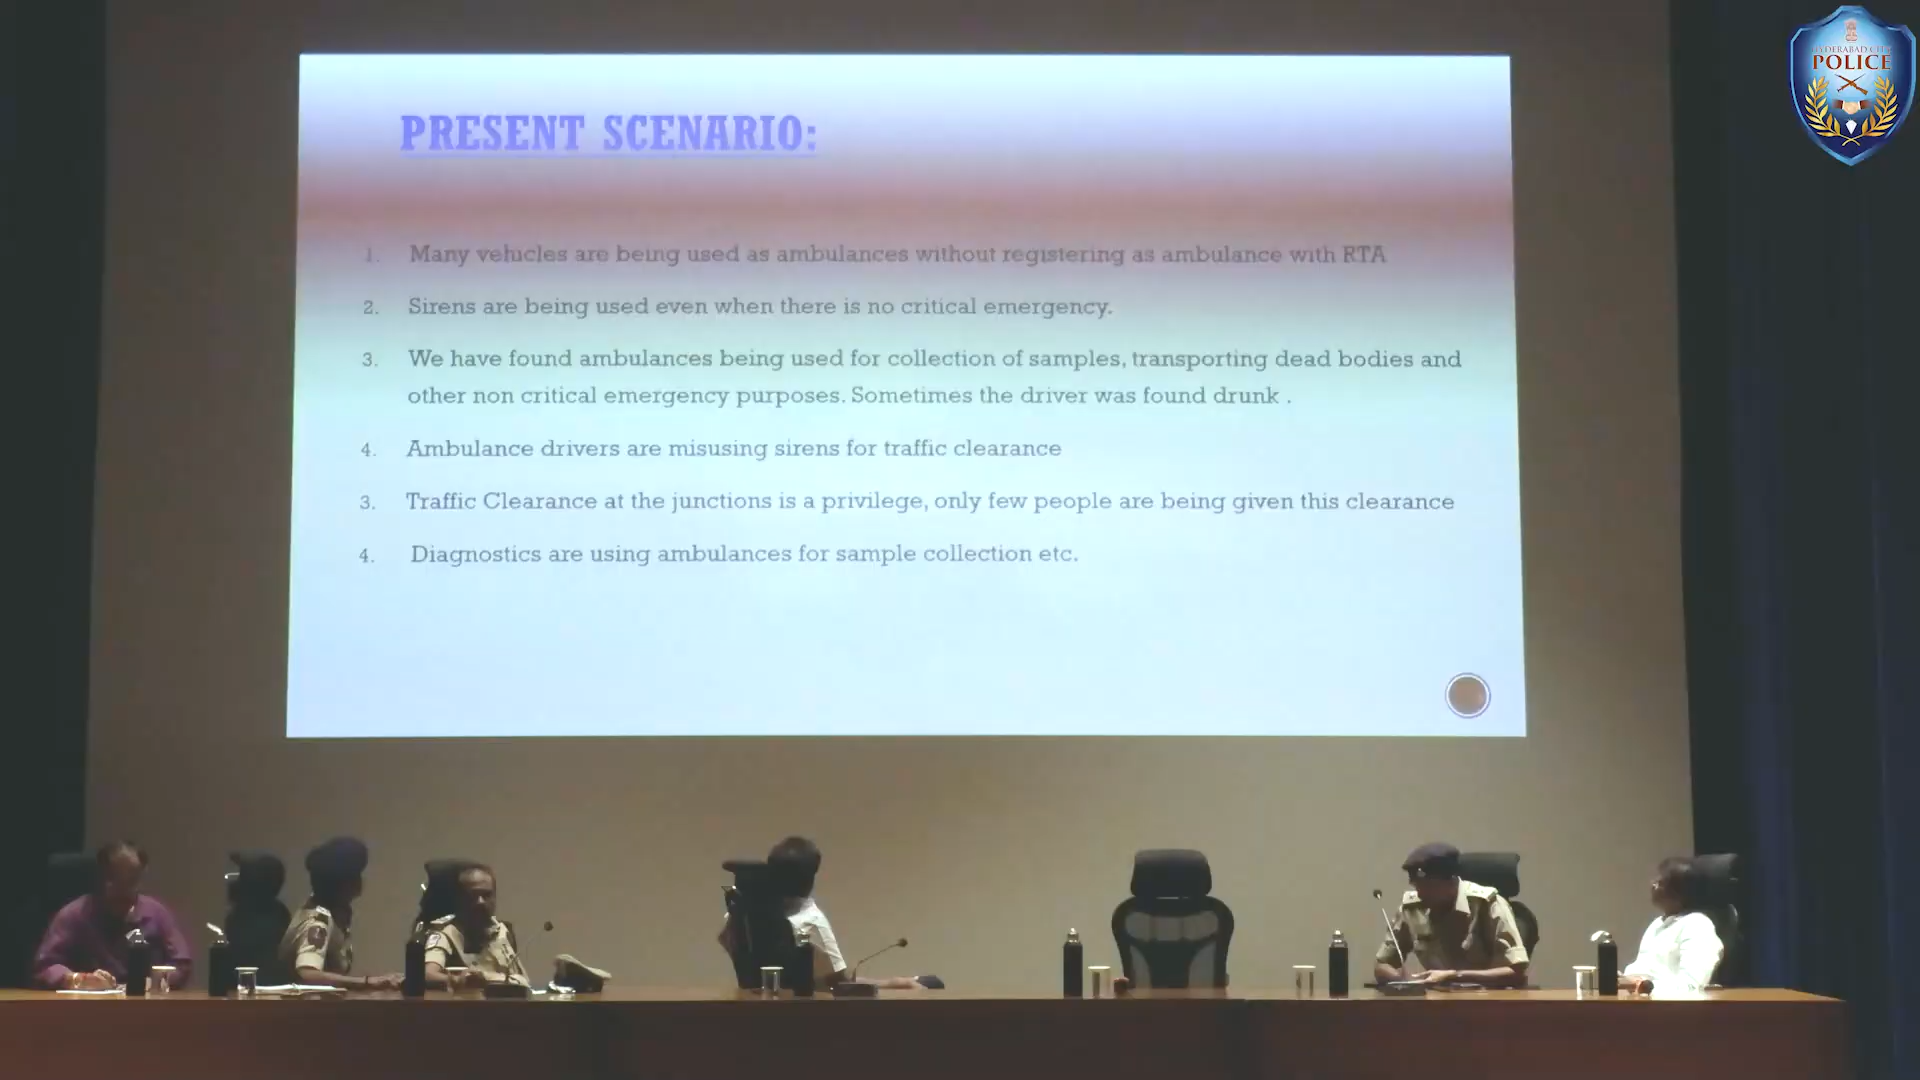 HYDERABAD CITY
POLICE
PRESENT SCENARIO:
1. Many vehicles are being used as ambulances without registering as ambulance with RTA
2. Sirens are being used even when there is no critical emergency.
3. We have found ambulances being used for collection of samples, transporting dead bodies and
other non critical emergency purposes. Sometimes the driver was found drunk .
4. Ambulance drivers are misusing sirens for traffic clearance
3. Traffic Clearance at the junctions is a privilege, only few people are being given this clearance
4. Diagnostics are using ambulances for sample collection etc.